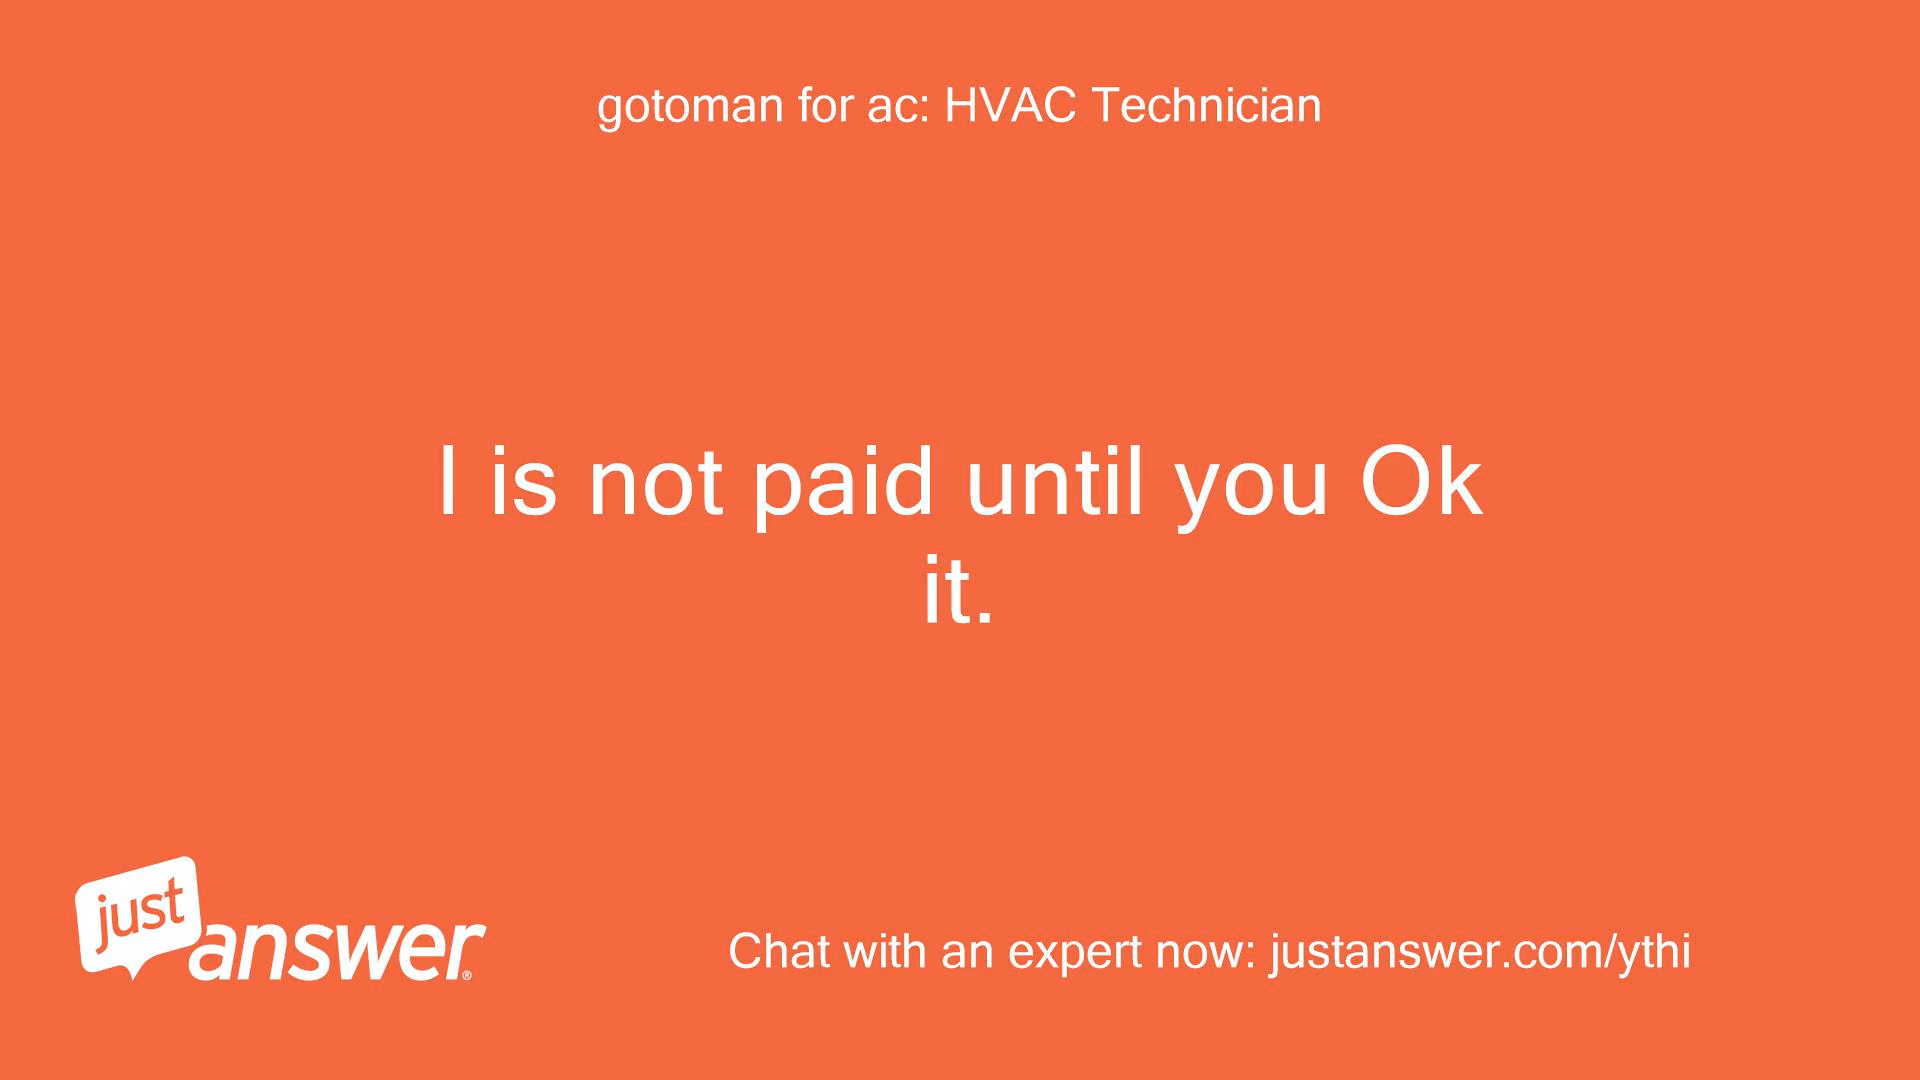 gotoman for ac: HVAC Technician
I is not paid until you Ok
it.
just
answer®
Chat with an expert now: justanswer.com/ythi